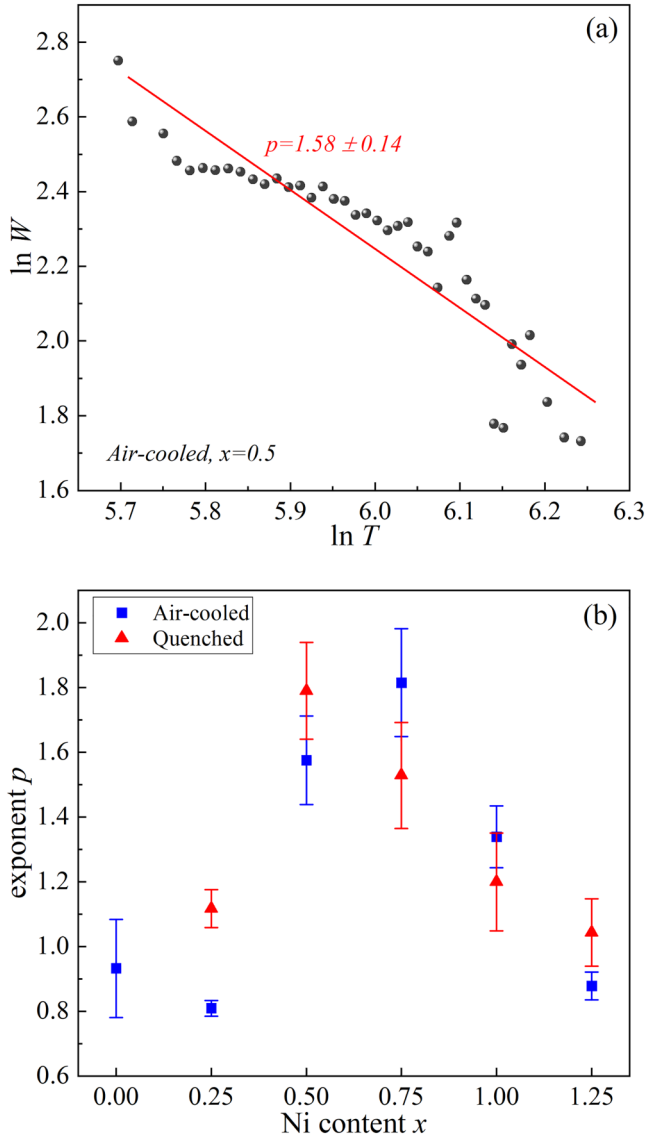 (a)
2.8
2.6
2.4
2.2
2.0
1.8
1.6
ln W
p=1.58 ± 0.14
Air-cooled, x=0.5
5.7 5.8 5.9 6.0 6.1 6.2 6.3
ln T
(b)
Air-cooled
Quenched
2.0
1.8
1.6
1.4
1.2
1.0
0.8
0.6
exponent p
0.00 0.25 0.50 0.75 1.00 1.25
Ni content x